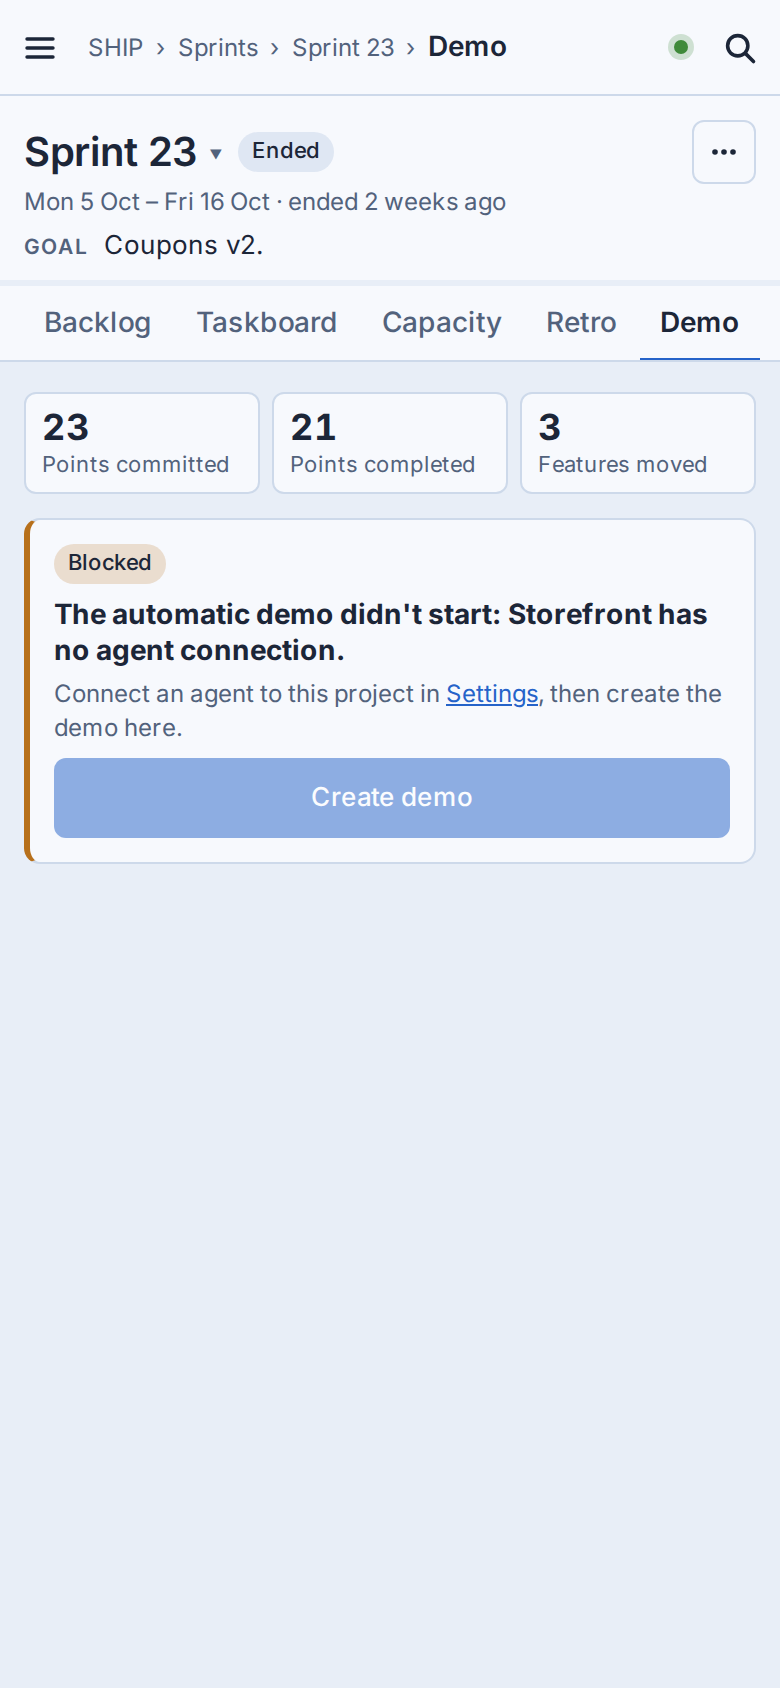 SHIP › Sprints › Sprint 23 › Demo
Sprint 23 ▾ Ended
Mon 5 Oct – Fri 16 Oct · ended 2 weeks ago
GOAL Coupons v2.
Backlog Taskboard Capacity Retro Demo
23 21 3
Points committed Points completed Features moved
Blocked
The automatic demo didn't start: Storefront has
no agent connection.
Connect an agent to this project in Settings, then create the
demo here.
Create demo